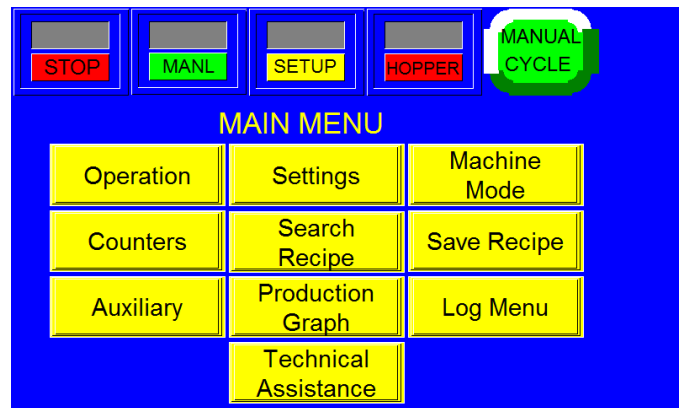 STOP
MANL
SETUP
HOPPER
MANUAL
CYCLE
MAIN MENU
Operation
Settings
Machine
Mode
Counters
Search
Recipe
Save Recipe
Auxiliary
Production
Graph
Log Menu
Technical
Assistance